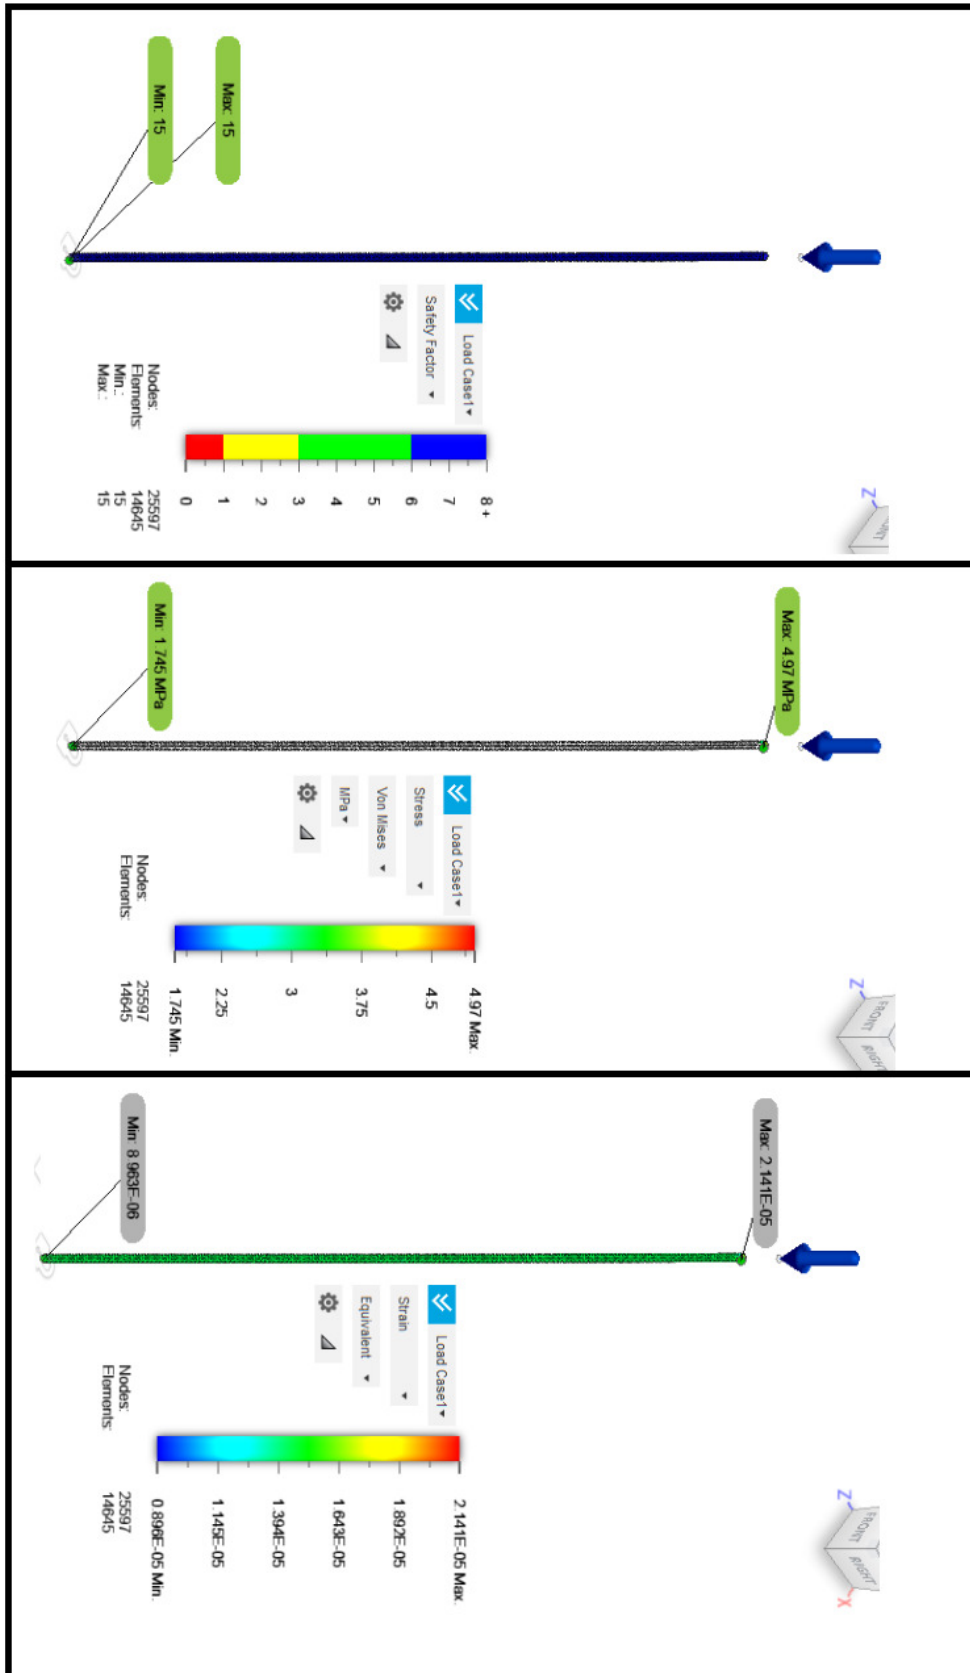 Max: 15
Min: 15
Load Case1
Safety Factor
8 +
7
6
5
4
3
2
1
0
Nodes: 25597
Elements: 14645
Min.: 15
Max.: 15
Z
Max: 4.97 MPa
Min: 1.745 MPa
Load Case1
Stress
Von Mises
MPa
4.97 Max.
4.5
3.75
3
2.25
1.745 Min.
Nodes: 25597
Elements: 14645
Z
FRONT
RIGHT
Max: 2.141E-05
Min: 8.963E-06
Load Case1
Strain
Equivalent
2.141E-05 Max.
1.892E-05
1.643E-05
1.394E-05
1.145E-05
0.896E-05 Min.
Nodes: 25597
Elements: 14645
Z
FRONT
RIGHT
X